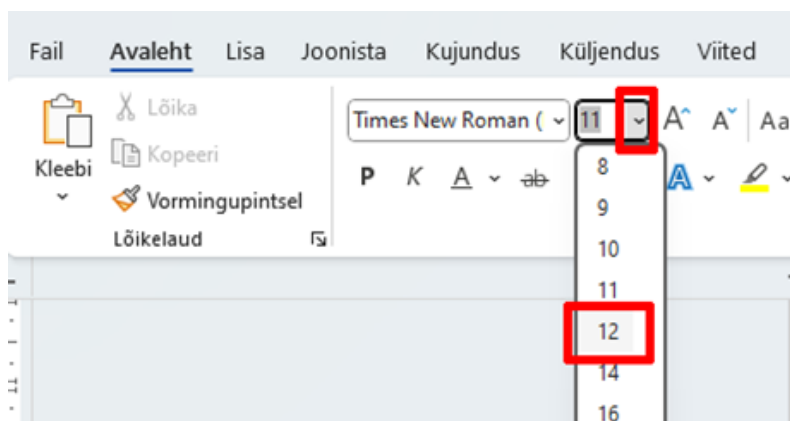 Fail Avaleht Lisa Joonista Kujundus Küljendus Viited
Lõika
Kopeeri
Kleebi
Vormingupintsel
Lõikelaud
Times New Roman ( 11 A A Aa
P K A ab A
8
9
10
11
12
14
16